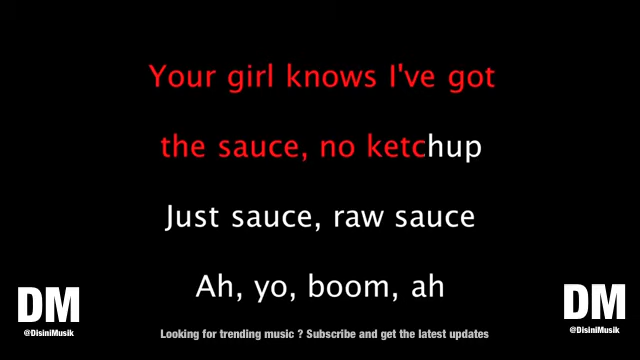 Your girl knows I've got
the sauce, no ketchup
Just sauce, raw sauce
Ah, yo, boom, ah
DM
@DisiniMusik
Looking for trending music ? Subscribe and get the latest updates
DM
@DisiniMusik